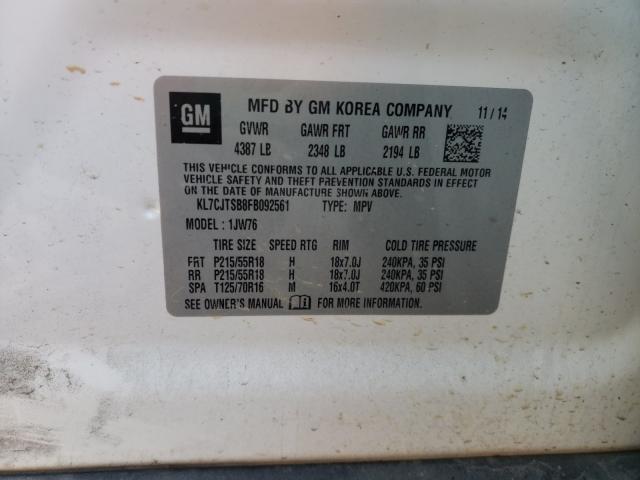 GM MFD BY GM KOREA COMPANY 11/14
GVWR GAWR FRT GAWR RR
4387 LB 2348 LB 2194 LB
THIS VEHICLE CONFORMS TO ALL APPLICABLE U.S. FEDERAL MOTOR
VEHICLE SAFETY AND THEFT PREVENTION STANDARDS IN EFFECT
ON THE DATE OF MANUFACTURE SHOWN ABOVE.
KL7CJTSB8FB092561 TYPE: MPV
MODEL: 1JW76
TIRE SIZE SPEED RTG RIM COLD TIRE PRESSURE
FRT P215/55R18 H 18x7.0J 240KPA, 35 PSI
RR P215/55R18 H 18x7.0J 240KPA, 35 PSI
SPA T125/70R16 M 16x4.0T 420KPA, 60 PSI
SEE OWNER'S MANUAL FOR MORE INFORMATION.